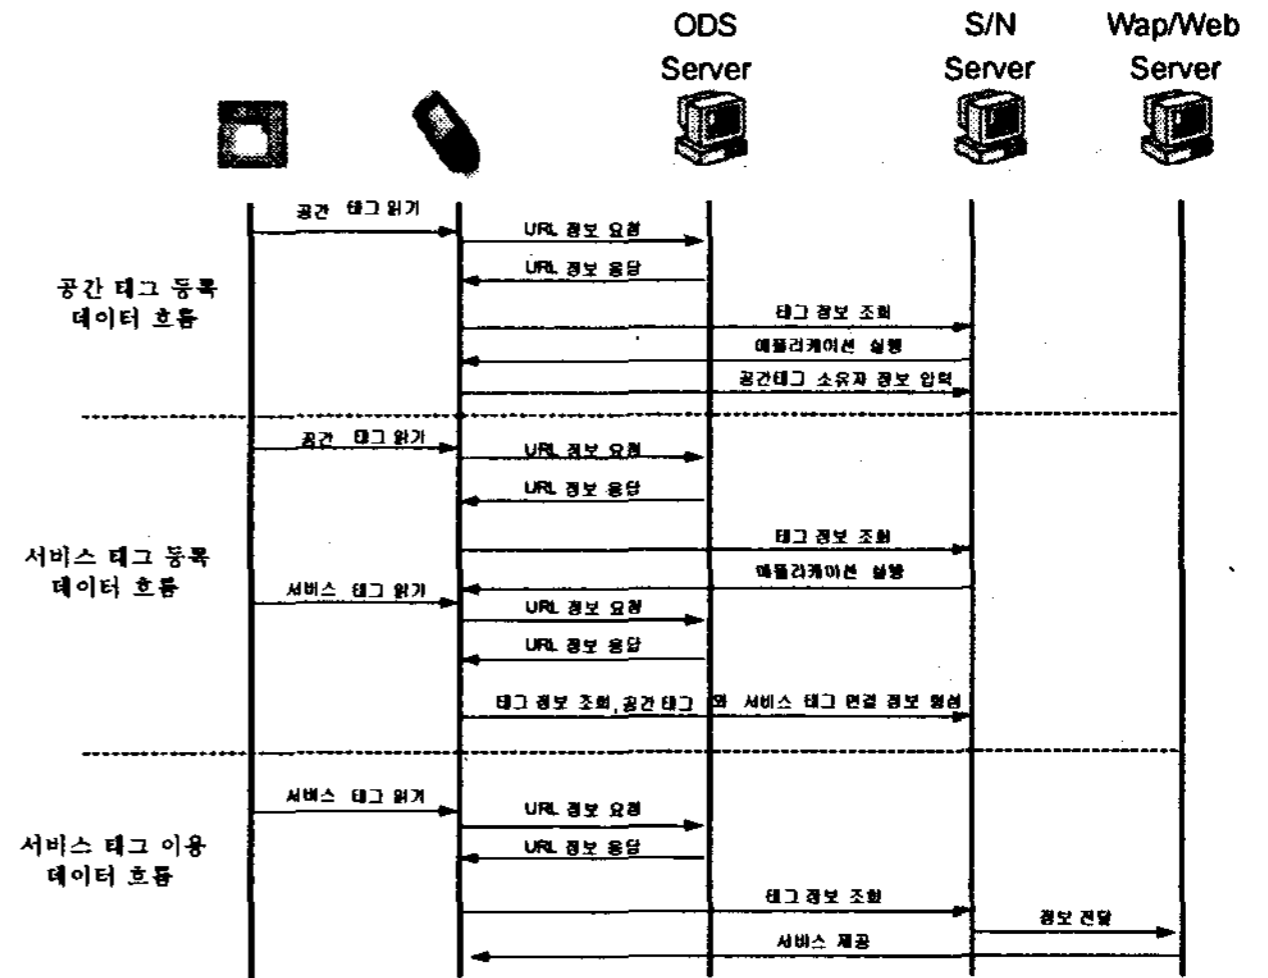 ODS
Server
S/N
Server
Wap/Web
Server
공간 태그 읽기
URL 정보 요청
URL 정보 응답
공간 태그 등록
데이터 흐름
태그 정보 조회
애플리케이션 실행
공간태그 소유자 정보 입력
공간 태그 읽기
URL 정보 요청
URL 정보 응답
태그 정보 조회
서비스 태그 등록
데이터 흐름
애플리케이션 실행
서비스 태그 읽기
URL 정보 요청
URL 정보 응답
태그 정보 조회, 공간 태그 와 서비스 태그 연결 정보 형성
서비스 태그 읽기
URL 정보 요청
URL 정보 응답
서비스 태그 이용
데이터 흐름
태그 정보 조회
정보 전달
서비스 제공